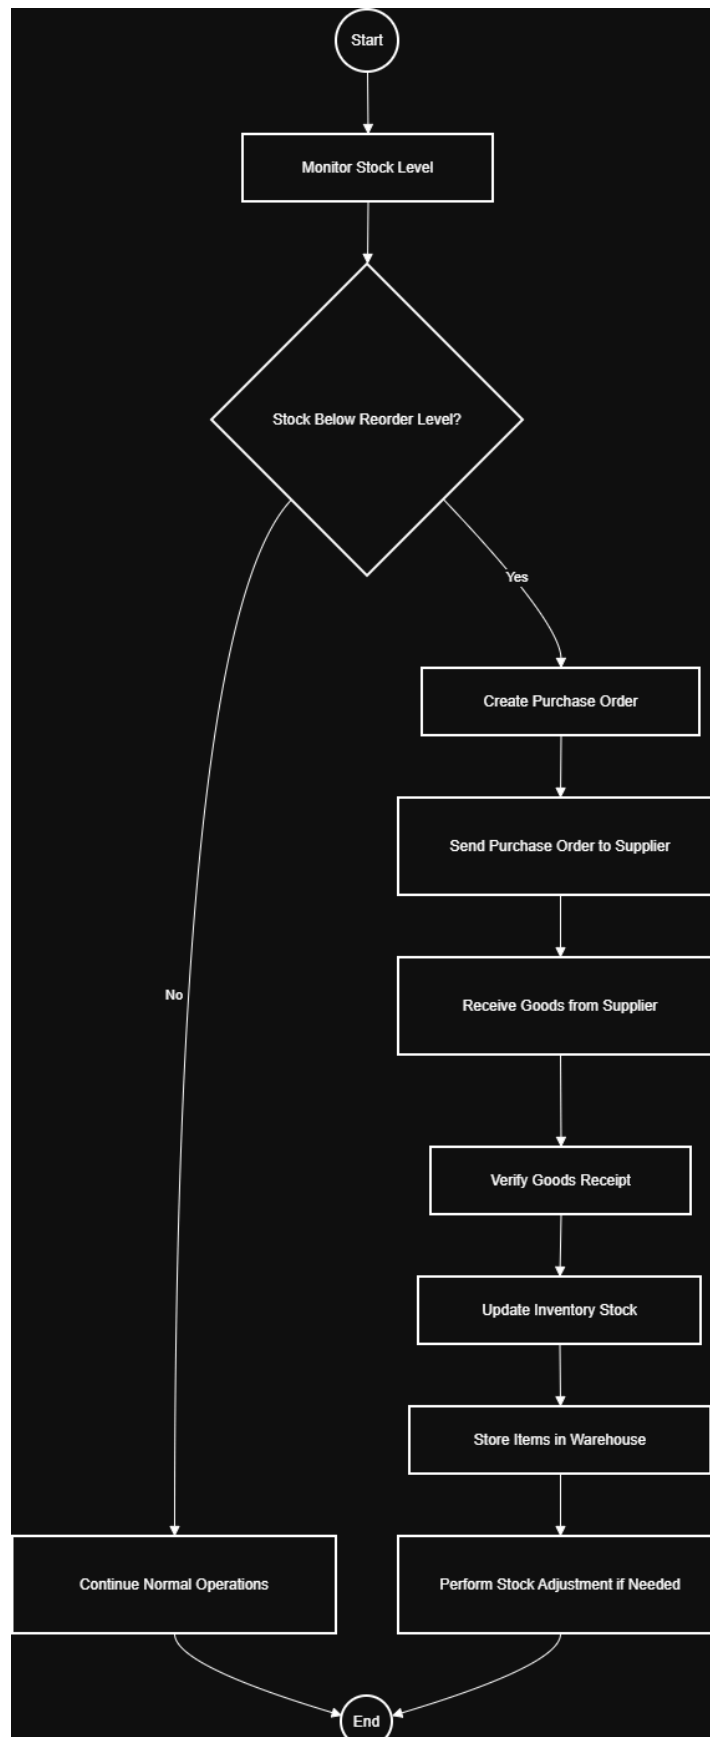 Start
Monitor Stock Level
Stock Below Reorder Level?
Yes
Create Purchase Order
Send Purchase Order to Supplier
No
Receive Goods from Supplier
Verify Goods Receipt
Update Inventory Stock
Store Items in Warehouse
Continue Normal Operations
Perform Stock Adjustment if Needed
End